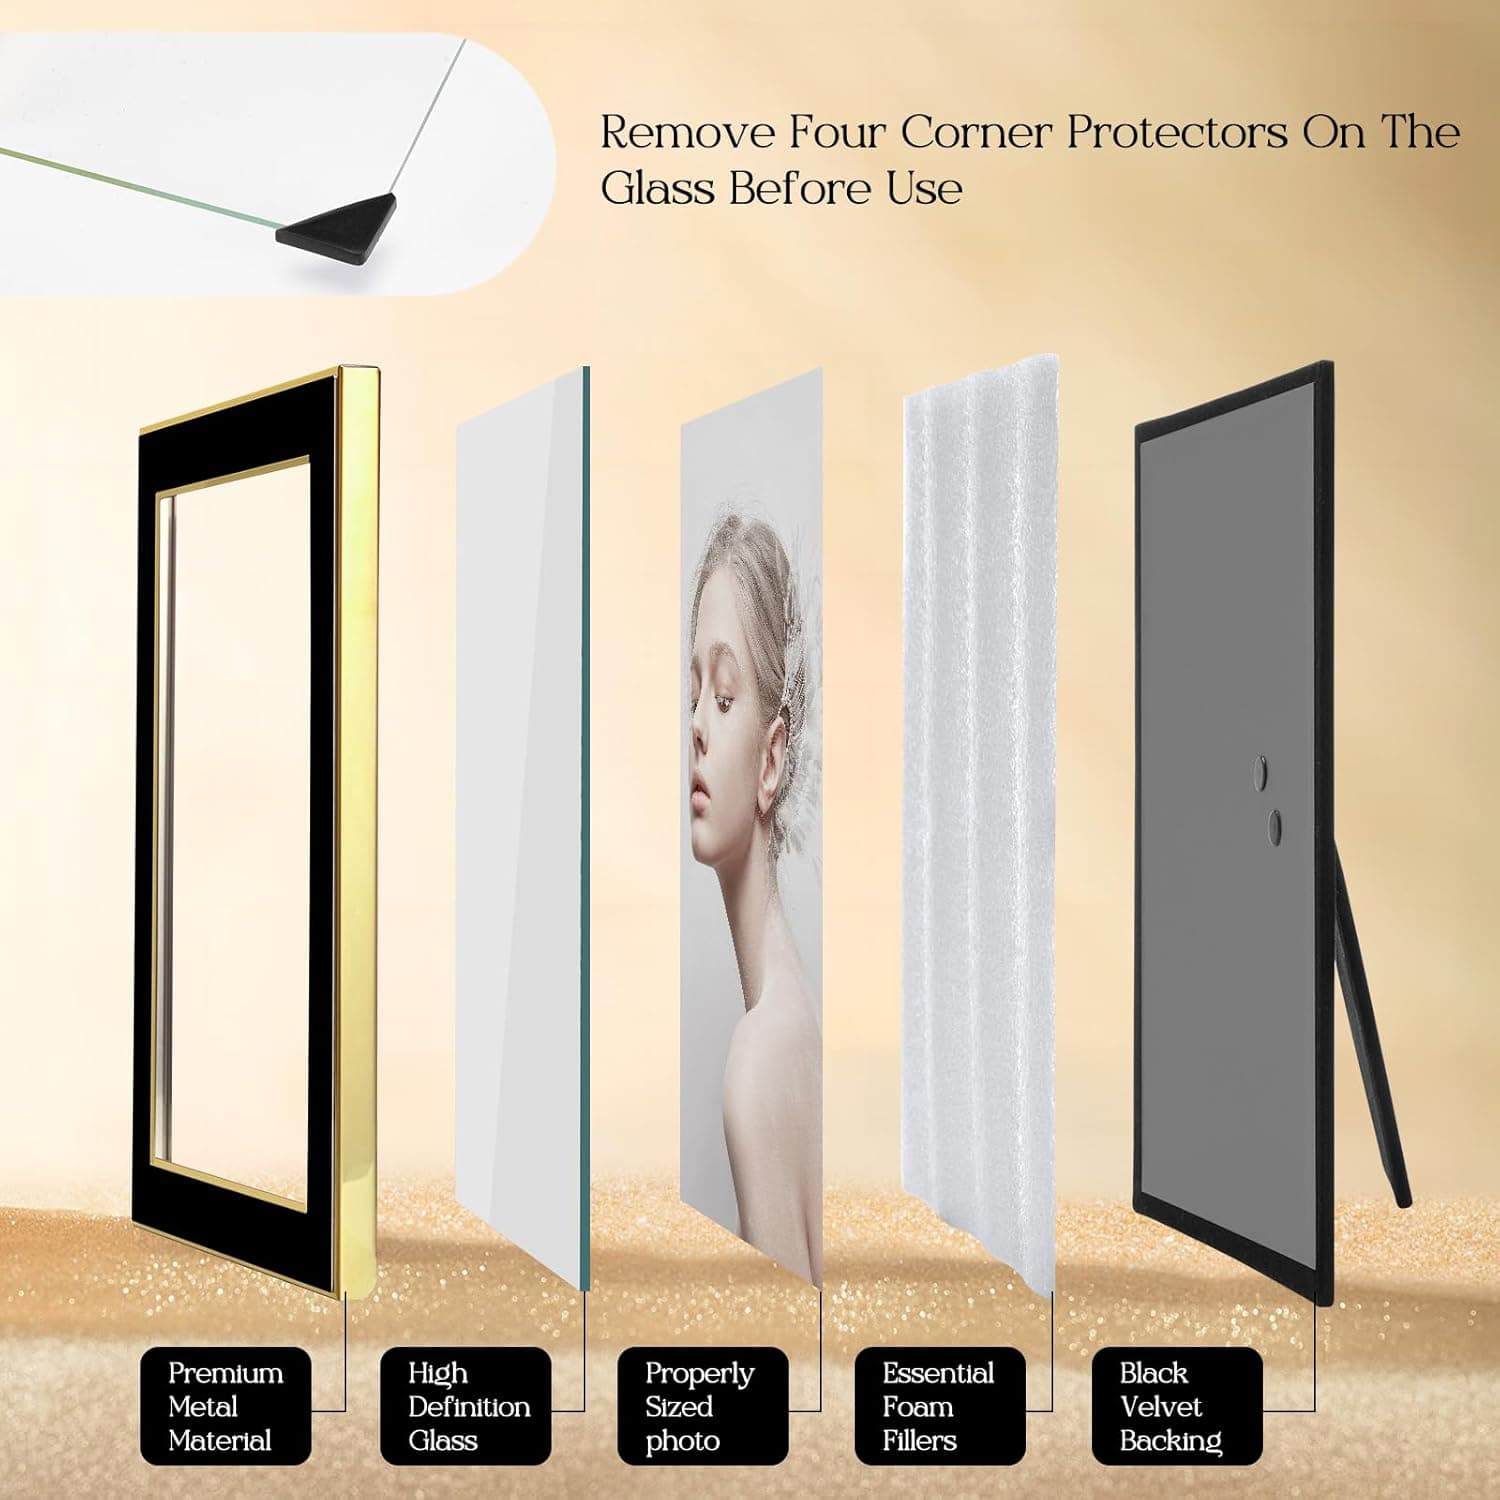 Remove Four Corner Protectors On The
Glass Before Use
Premium
Metal
Material
High
Definition
Glass
Properly
Sized
photo
Essential
Foam
Fillers
Black
Velvet
Backing